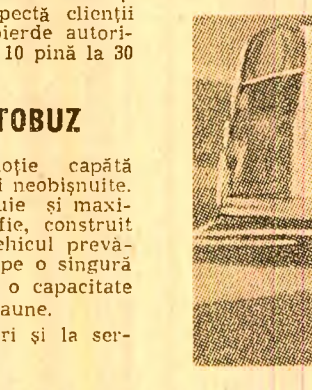 pectă clienții
pierde autori-
10 pină la 30
TOBUZ
oție capătă
i neobișnuite.
uie și maxi-
fie, construit
ehicul prevă-
pe o singură
o capacitate
aune.
ri și la ser-